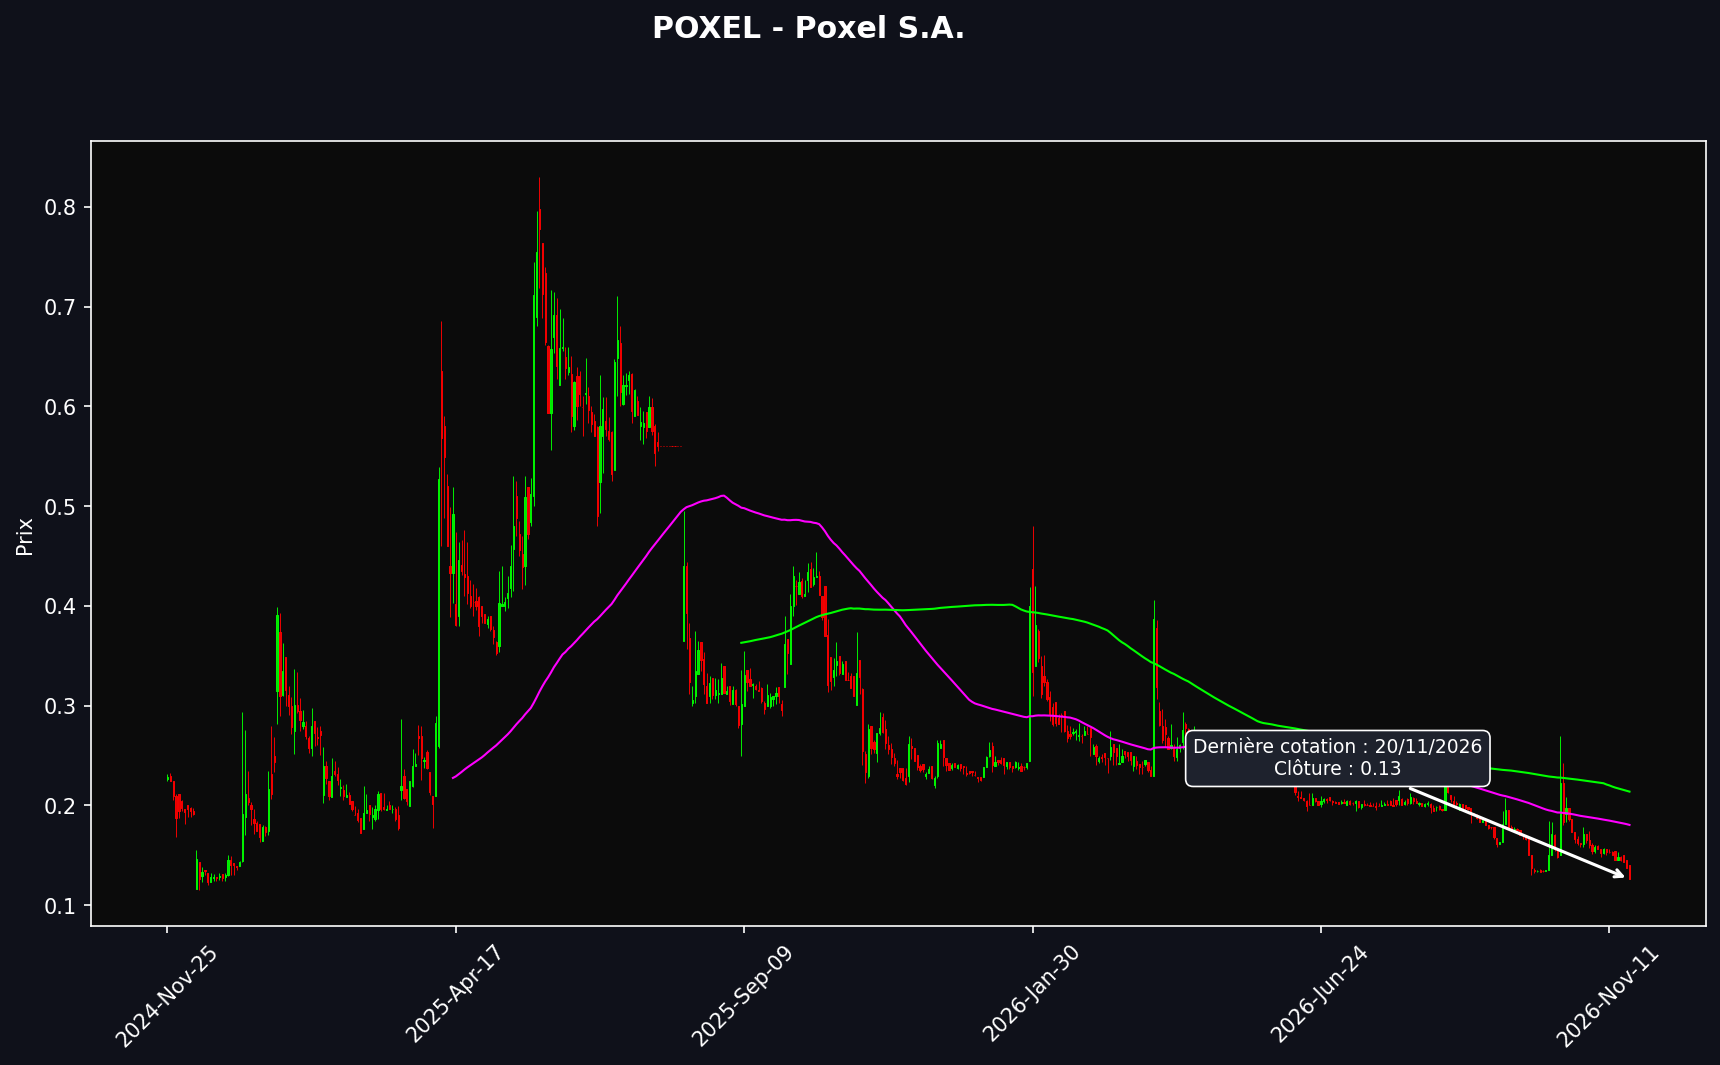 POXEL - Poxel S.A.
Prix
0.8
0.7
0.6
0.5
0.4
0.3
0.2
0.1
Dernière cotation : 20/11/2026
Clôture : 0.13
2024-Nov-25
2025-Apr-17
2025-Sep-09
2026-Jan-30
2026-Jun-24
2026-Nov-11